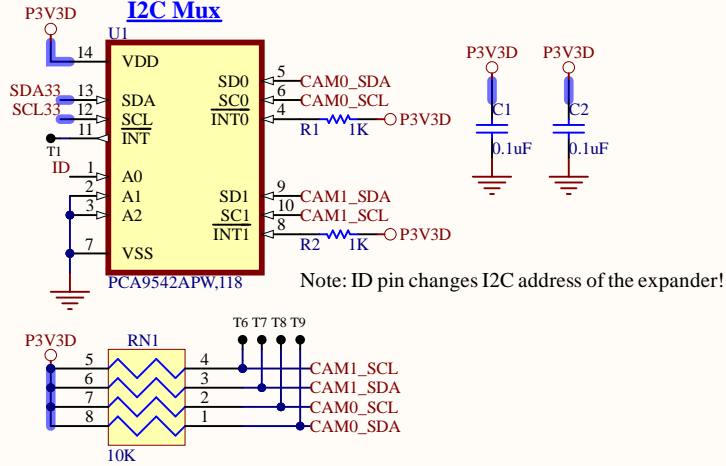 I2C Mux
P3V3D
U1
14 VDD
SDA33 13 SDA
SCL33 12 SCL
T1 11 INT
ID 1 A0
2 A1
3 A2
7 VSS
SD0 5 CAM0_SDA
SC0 6 CAM0_SCL
INT0 4 R1 1K P3V3D
SD1 9 CAM1_SDA
SC1 10 CAM1_SCL
INT1 8 R2 1K P3V3D
PCA9542APW,118
P3V3D P3V3D
C1 C2
0.1uF 0.1uF
Note: ID pin changes I2C address of the expander!
T6 T7 T8 T9
P3V3D RN1
5 4 CAM1_SCL
6 3 CAM1_SDA
7 2 CAM0_SCL
8 1 CAM0_SDA
10K